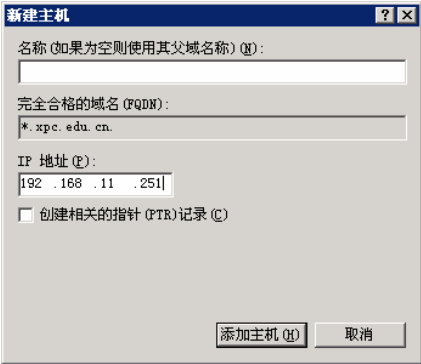 新建主机
名称(如果为空则使用其父域名称)(N):
完全合格的域名(FQDN):
*.xpc.edu.cn.
IP 地址(P):
192 .168 .11 .251
创建相关的指针(PTR)记录(C)
添加主机(H) 取消